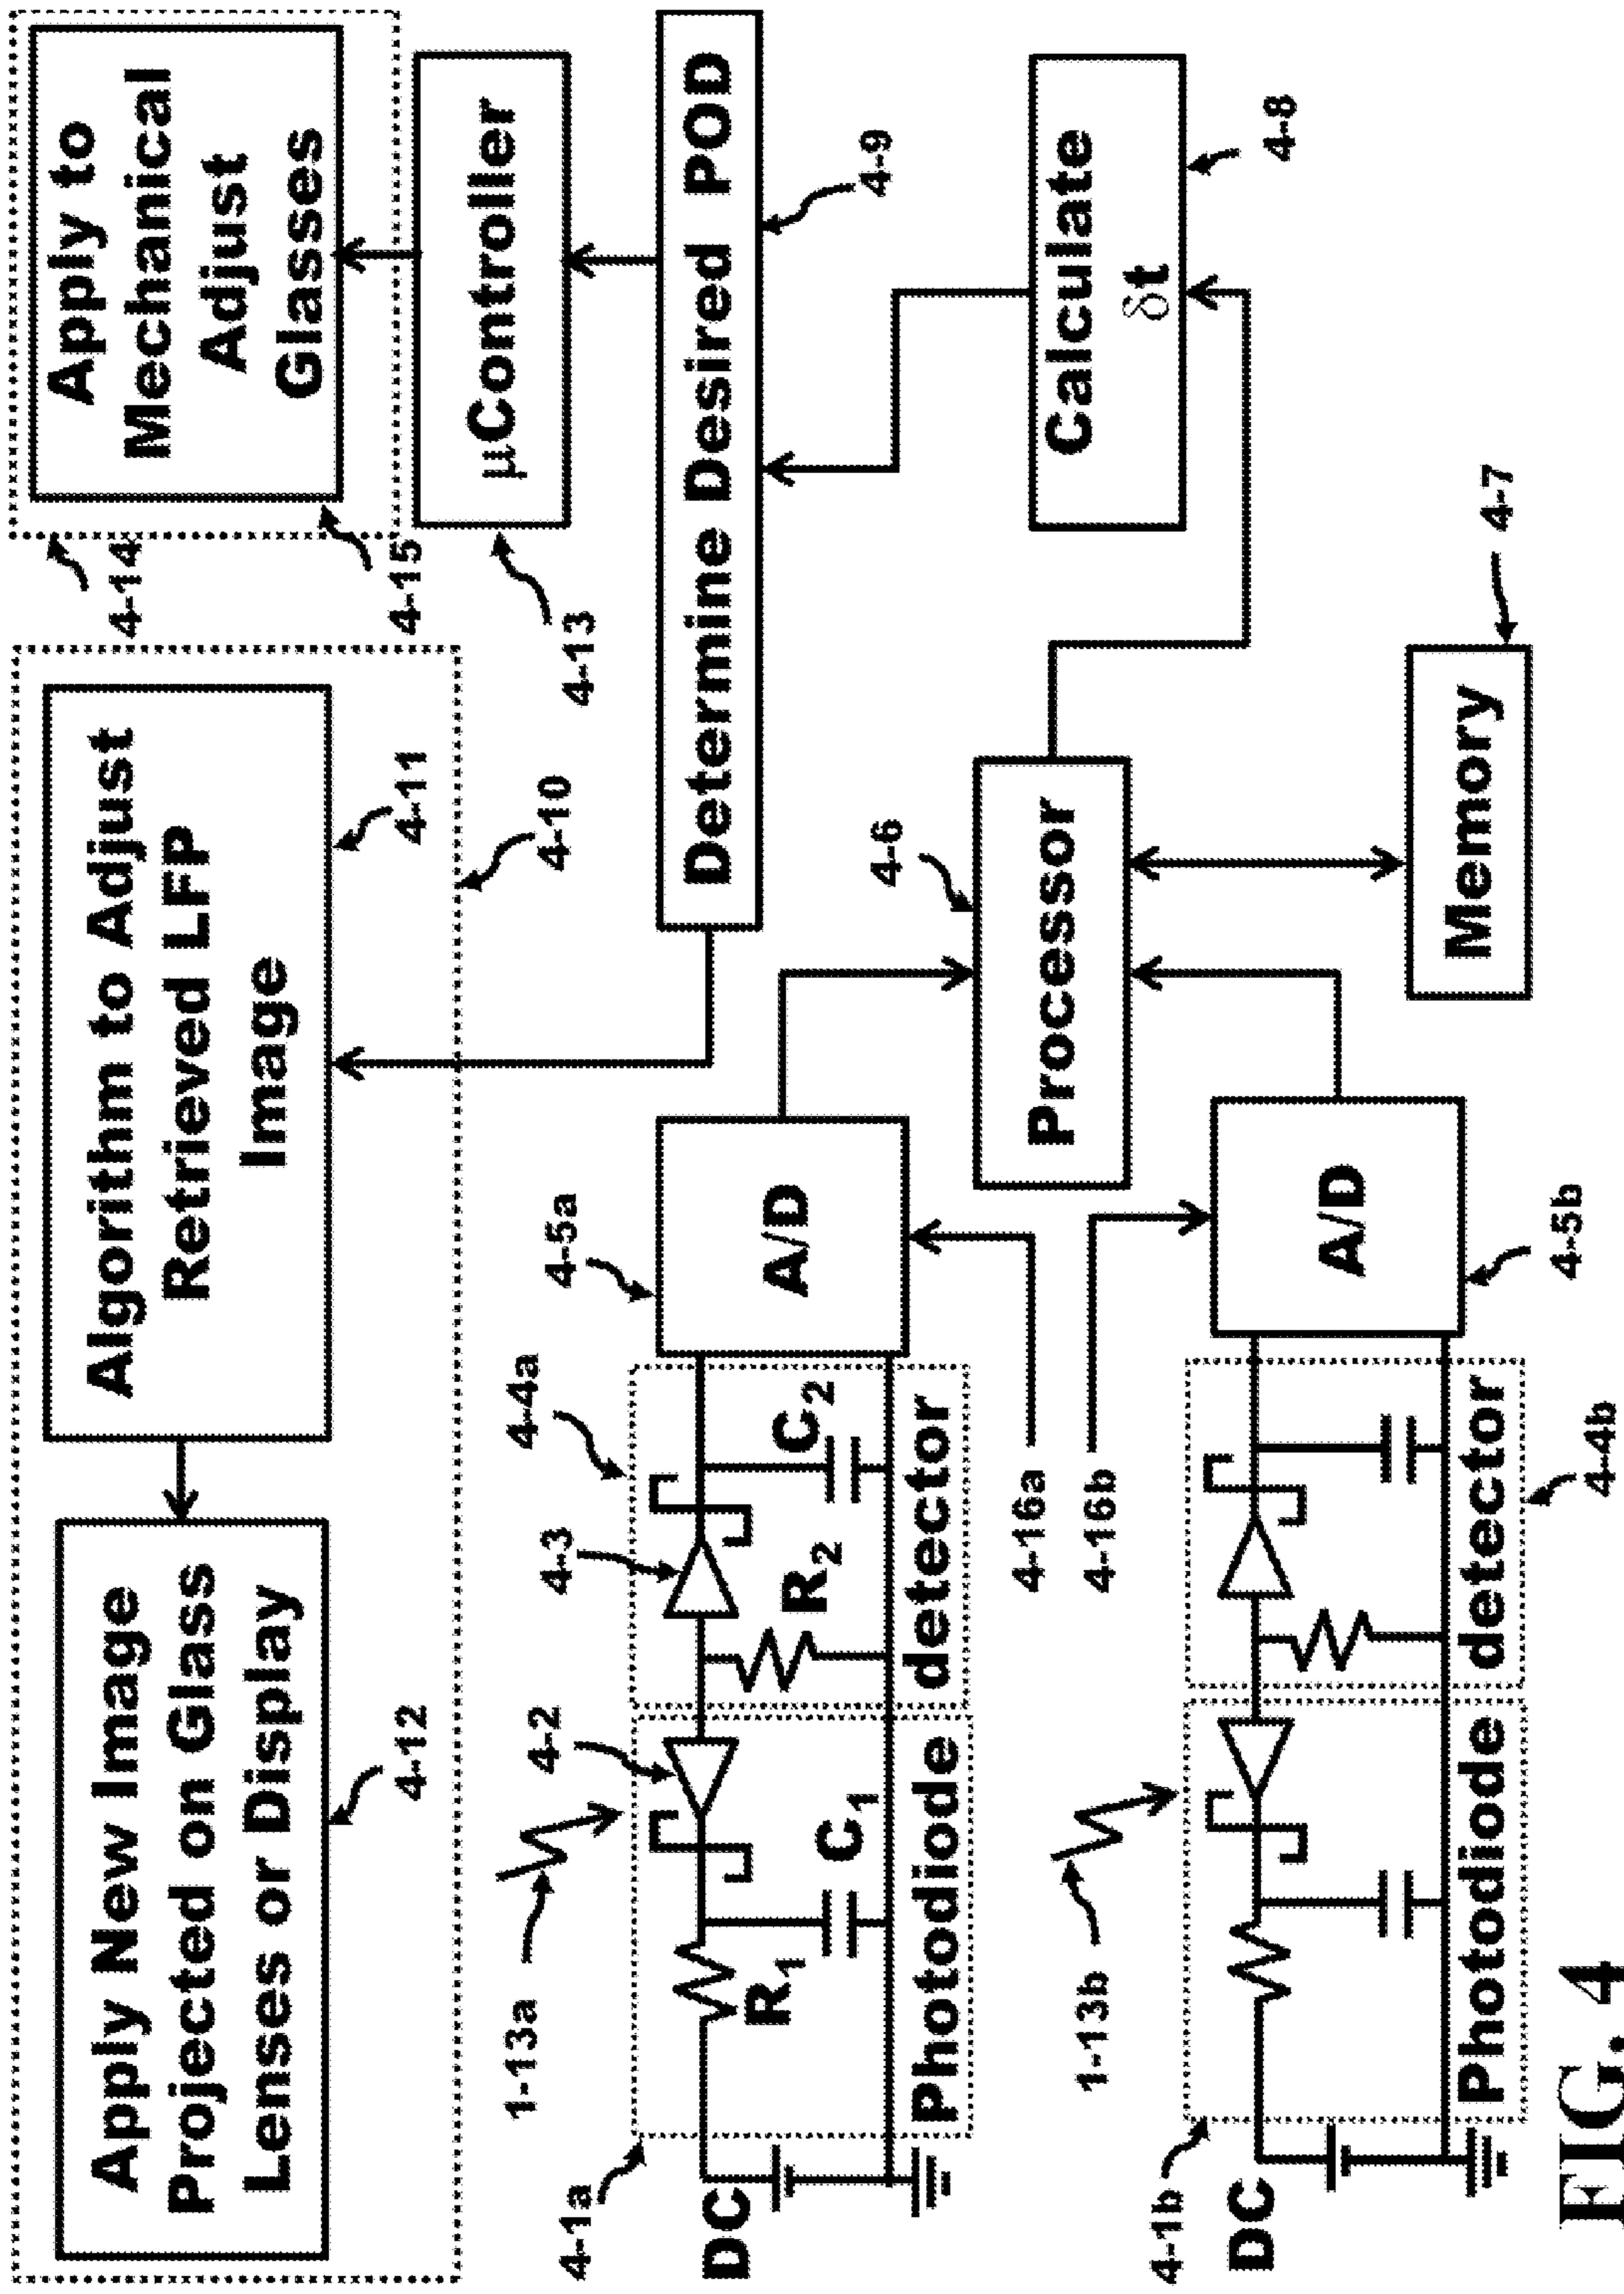 Apply New Image
Projected on Glass
Lenses or Display
4-12
Algorithm to Adjust
Retrieved LFP
Image
4-11
4-10
Apply to
Mechanical
Adjust
Glasses
4-14
4-15
μController
4-13
Determine Desired POD
4-9
Calculate
δt
4-8
Processor
4-6
Memory
4-7
4-1a
DC
1-13a
4-2
R1
C1
Photodiode
4-3
4-4a
R2
C2
detector
4-5a
A/D
4-16a
4-16b
4-1b
DC
1-13b
Photodiode
detector
4-4b
A/D
4-5b
FIG. 4